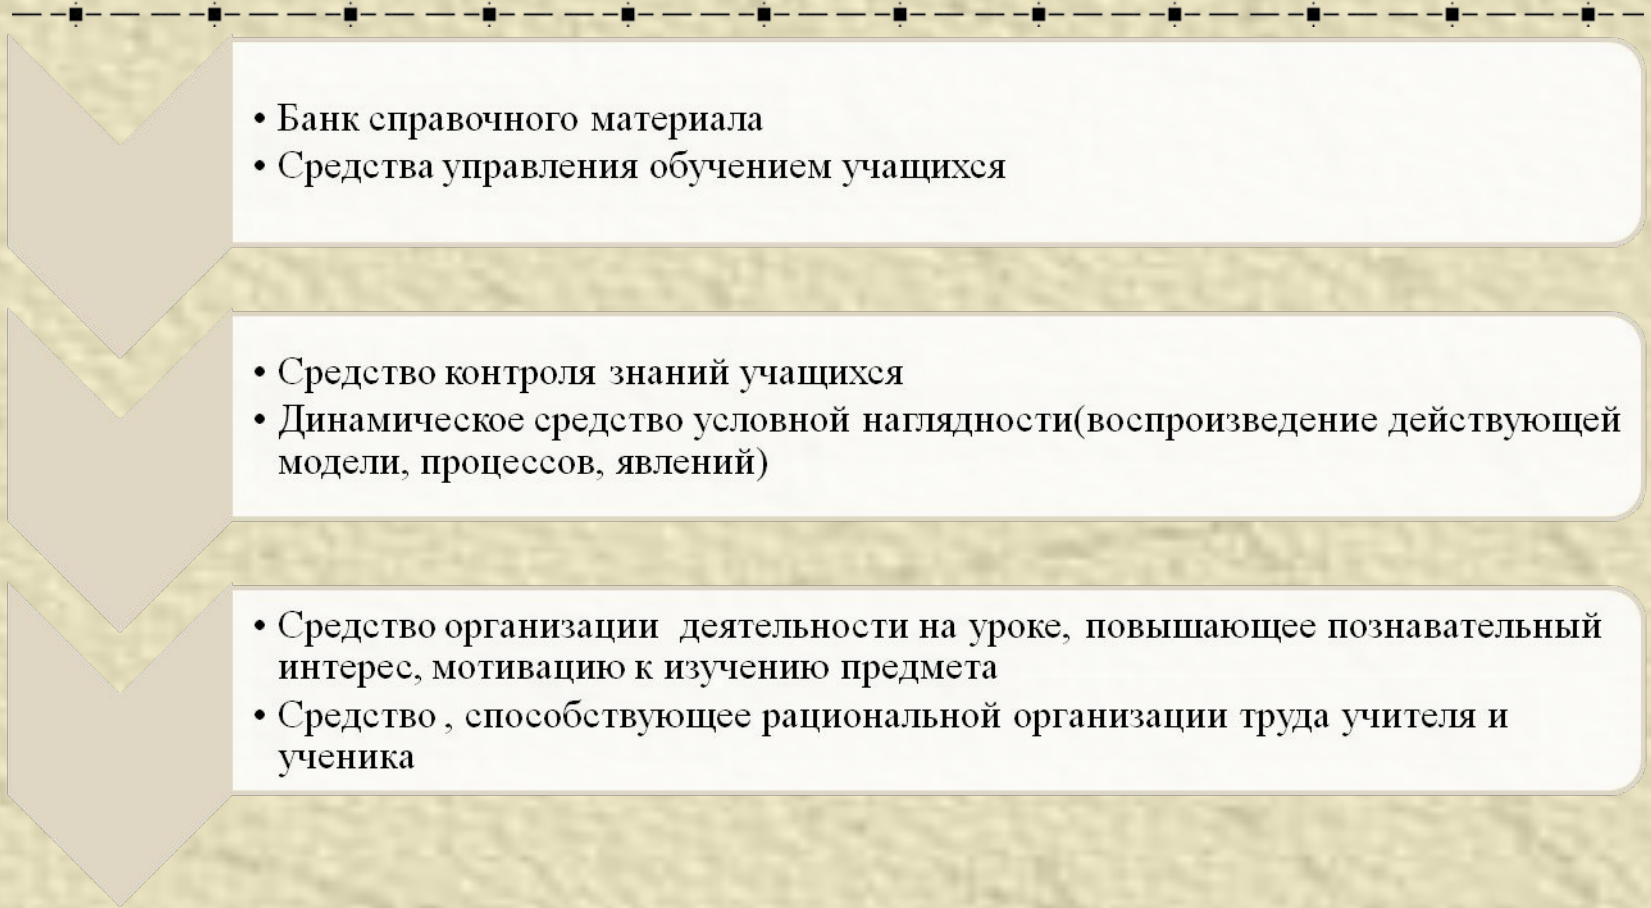 • Банк справочного материала
• Средства управления обучением учащихся
• Средство контроля знаний учащихся
• Динамическое средство условной наглядности(воспроизведение действующей
модели, процессов, явлений)
• Средство организации  деятельности на уроке, повышающее познавательный
интерес, мотивацию к изучению предмета
• Средство , способствующее рациональной организации труда учителя и
ученика